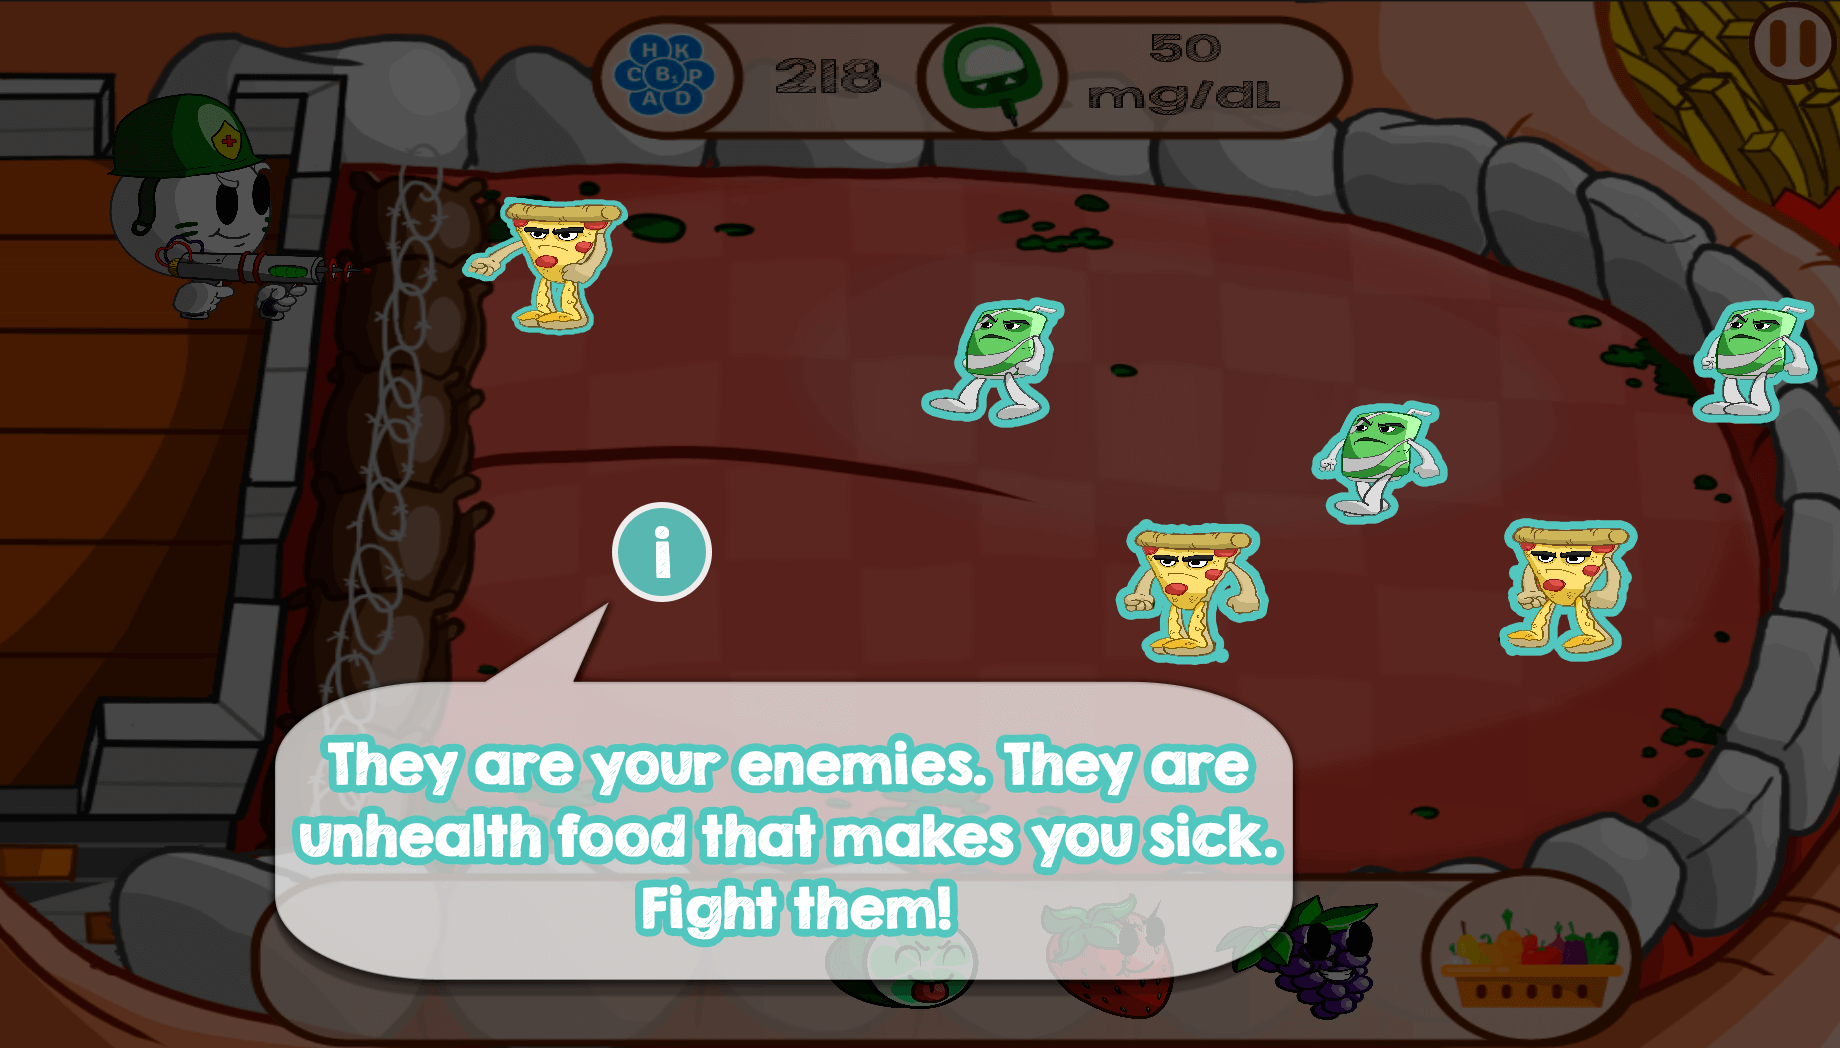 H K
C B₁ P
A D
218
50
mg/dL
i
They are your enemies. They are
unhealth food that makes you sick.
Fight them!